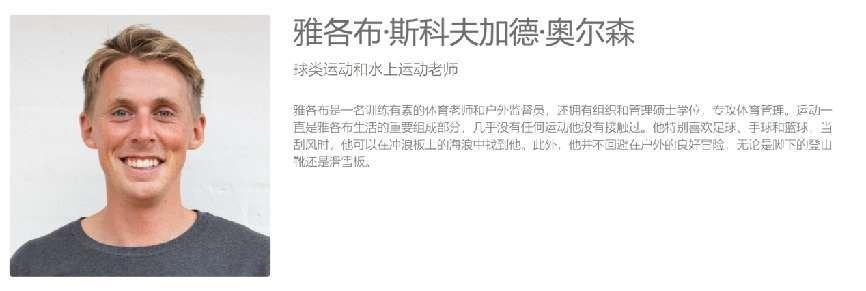 雅各布·斯科夫加德·奥尔森
球类运动和水上运动老师
雅各布是一名训练有素的体育老师和户外监督员，还拥有组织和管理硕士学位，专攻体育管理。运动一
直是雅各布生活的重要组成部分，几乎没有任何运动他没有接触过。他特别喜欢足球、手球和篮球，当
刮风时，他可以在冲浪板上的海浪中找到他。此外，他并不回避在户外的良好冒险，无论是脚下的登山
靴还是滑雪板。